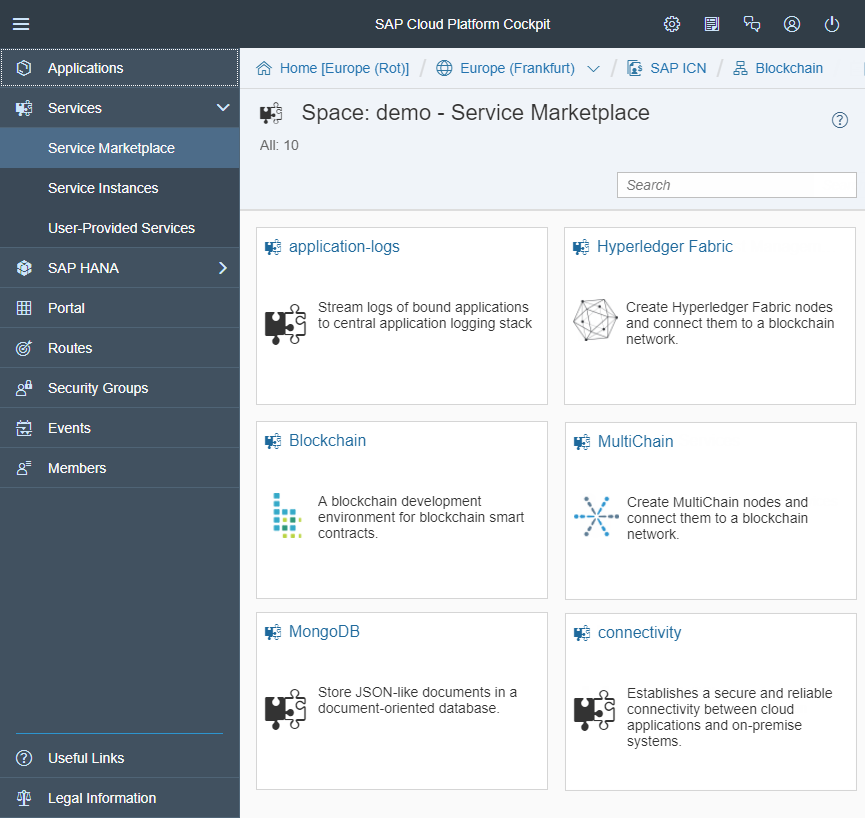 SAP Cloud Platform Cockpit
Applications
Services
Service Marketplace
Service Instances
User-Provided Services
SAP HANA
Portal
Routes
Security Groups
Events
Members
Useful Links
Legal Information
Home [Europe (Rot)] / Europe (Frankfurt) / SAP ICN / Blockchain
Space: demo - Service Marketplace
All: 10
Search
application-logs
Stream logs of bound applications
to central application logging stack
Hyperledger Fabric
Create Hyperledger Fabric nodes
and connect them to a blockchain
network.
Blockchain
A blockchain development
environment for blockchain smart
contracts.
MultiChain
Create MultiChain nodes and
connect them to a blockchain
network.
MongoDB
Store JSON-like documents in a
document-oriented database.
connectivity
Establishes a secure and reliable
connectivity between cloud
applications and on-premise
systems.